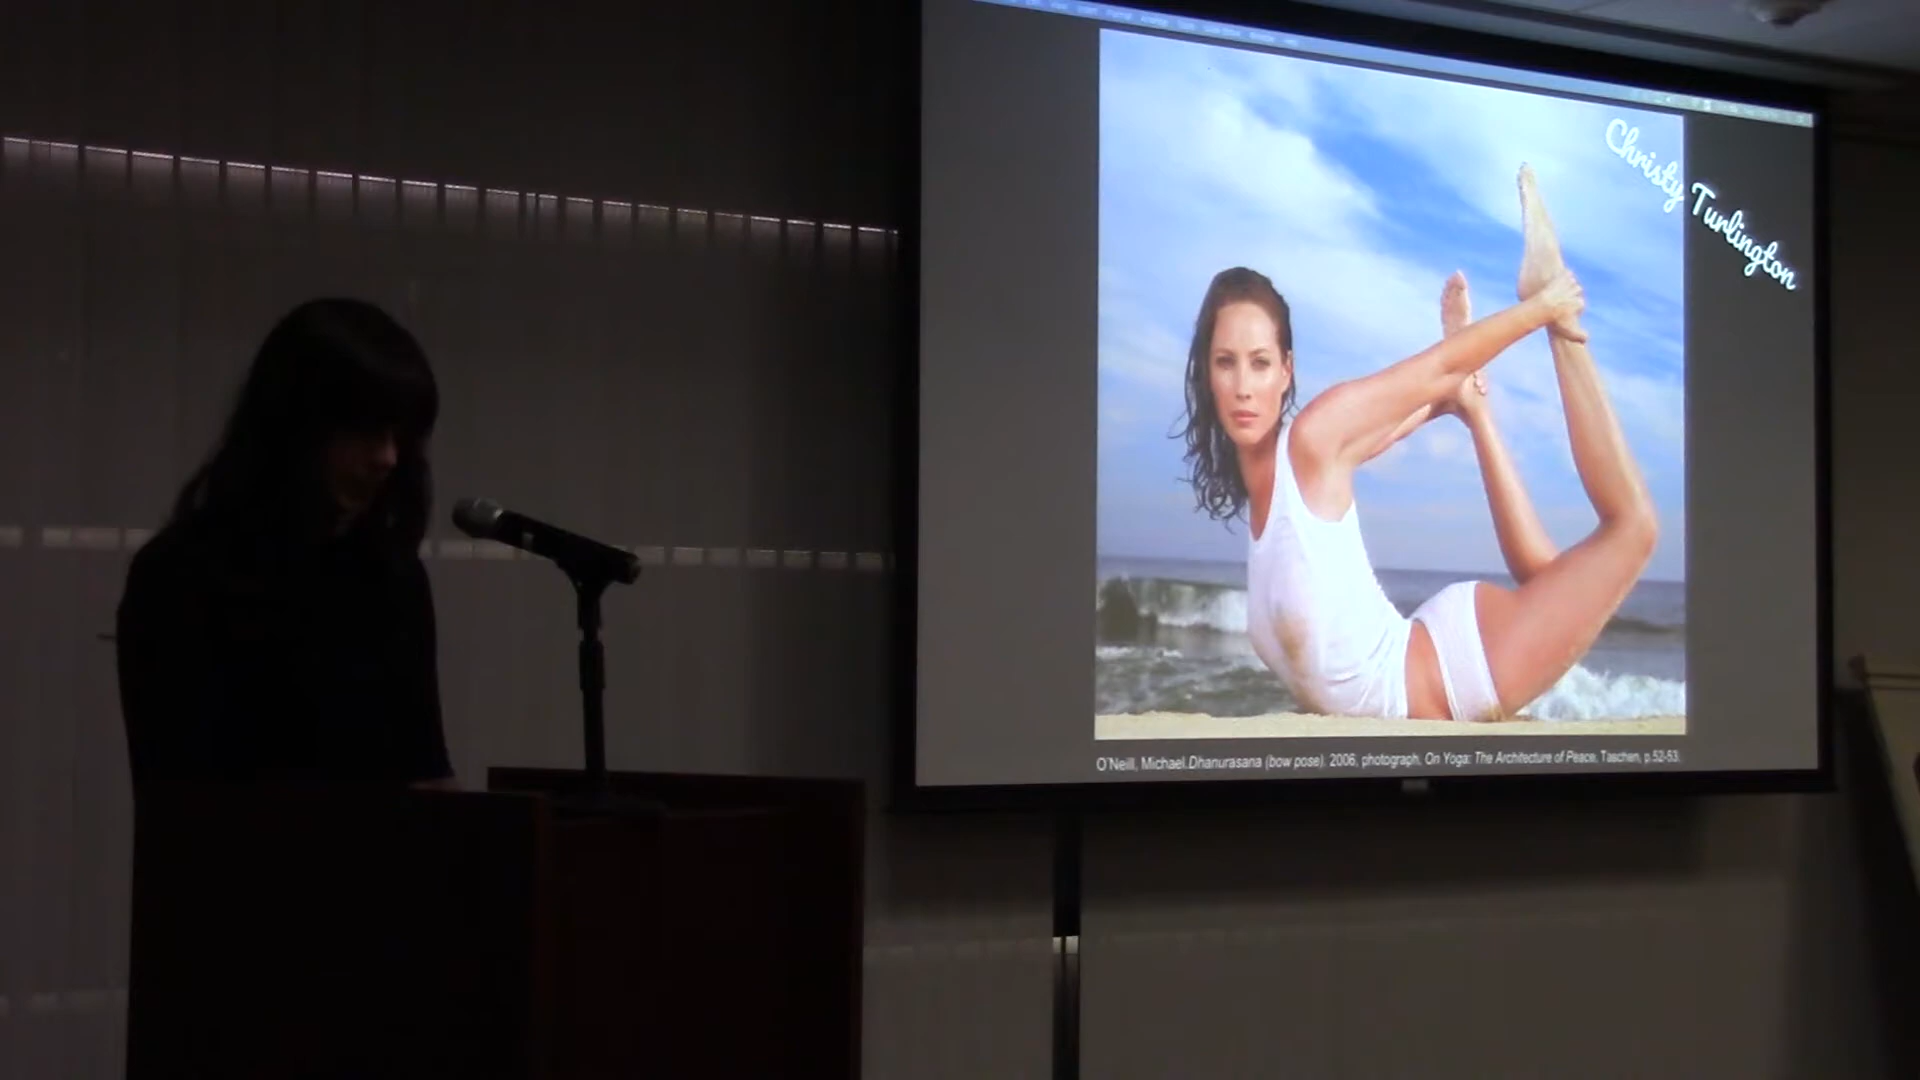 Christy Turlington
O'Neill, Michael.Dhanurasana (bow pose). 2006, photograph, On Yoga: The Architecture of Peace, Taschen, p.52-53.